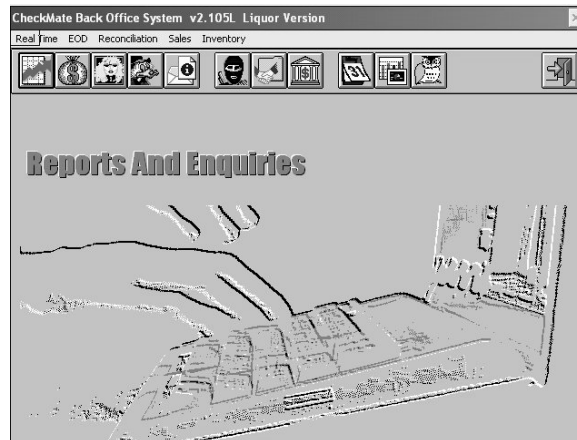 CheckMate Back Office System v2.105L Liquor Version
Real Time EOD Reconciliation Sales Inventory
31
Reports And Enquiries